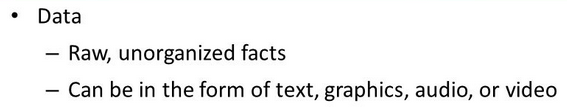 • Data
– Raw, unorganized facts
– Can be in the form of text, graphics, audio, or video